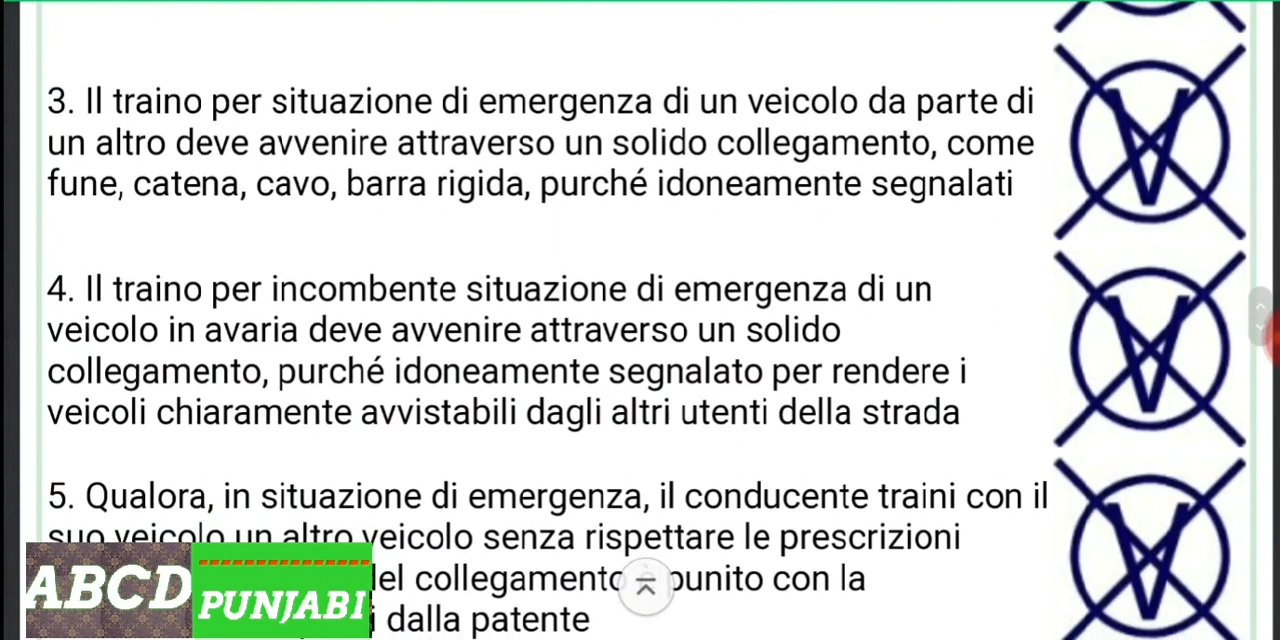 3. Il traino per situazione di emergenza di un veicolo da parte di
un altro deve avvenire attraverso un solido collegamento, come
fune, catena, cavo, barra rigida, purché idoneamente segnalati
V
4. Il traino per incombente situazione di emergenza di un
veicolo in avaria deve avvenire attraverso un solido
collegamento, purché idoneamente segnalato per rendere i
veicoli chiaramente avvistabili dagli altri utenti della strada
V
5. Qualora, in situazione di emergenza, il conducente traini con il
suo veicolo un altro veicolo senza rispettare le prescrizioni
collegamento punito con la
dalla patente
V
ABCD PUNJABI